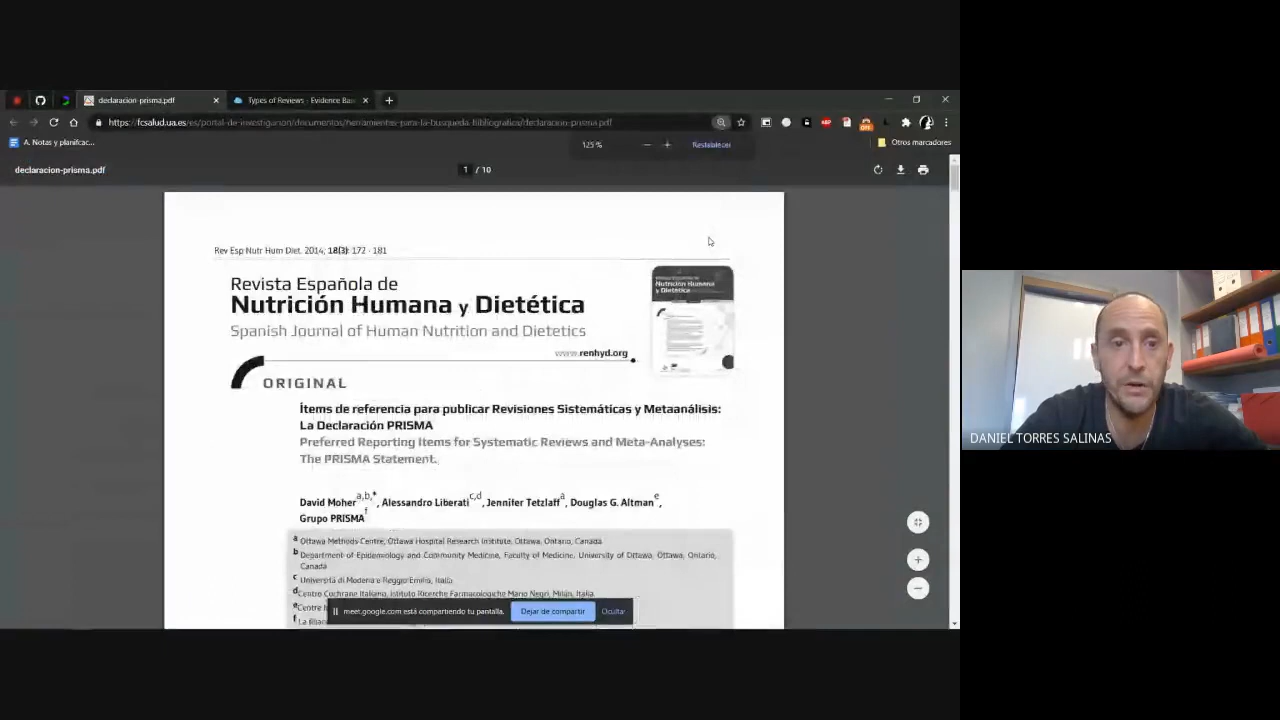 declaracion-prisma.pdf
Types of Reviews - Evidence Bas
https://fcsalud.ua.es/es/portal-de-investigacion/documentos/herramientas-para-la-busqueda-bibliografica/declaracion-prisma.pdf
A. Notas y planifcac...
125 %
Restablecer
Otros marcadores
declaracion-prisma.pdf
1 / 10
Rev Esp Nutr Hum Diet. 2014; 18(3): 172 - 181
Revista Española de
Nutrición Humana y Dietética
Spanish Journal of Human Nutrition and Dietetics
www.renhyd.org
ORIGINAL
Ítems de referencia para publicar Revisiones Sistemáticas y Metaanálisis:
La Declaración PRISMA
Preferred Reporting Items for Systematic Reviews and Meta-Analyses:
The PRISMA Statement.
David Moher a,b,*, Alessandro Liberati c,d, Jennifer Tetzlaff a, Douglas G. Altman e,
Grupo PRISMA f
a Ottawa Methods Centre, Ottawa Hospital Research Institute, Ottawa, Ontario, Canadá.
b Department of Epidemiology and Community Medicine, Faculty of Medicine, University of Ottawa, Ottawa, Ontario,
Canadá
c Università di Modena e Reggio Emilia, Italia
d Centro Cochrane Italiano, Istituto Ricerche Farmacologiche Mario Negri, Milán, Italia.
e Centre
f La
meet.google.com está compartiendo tu pantalla.
Dejar de compartir
Ocultar
DANIEL TORRES SALINAS